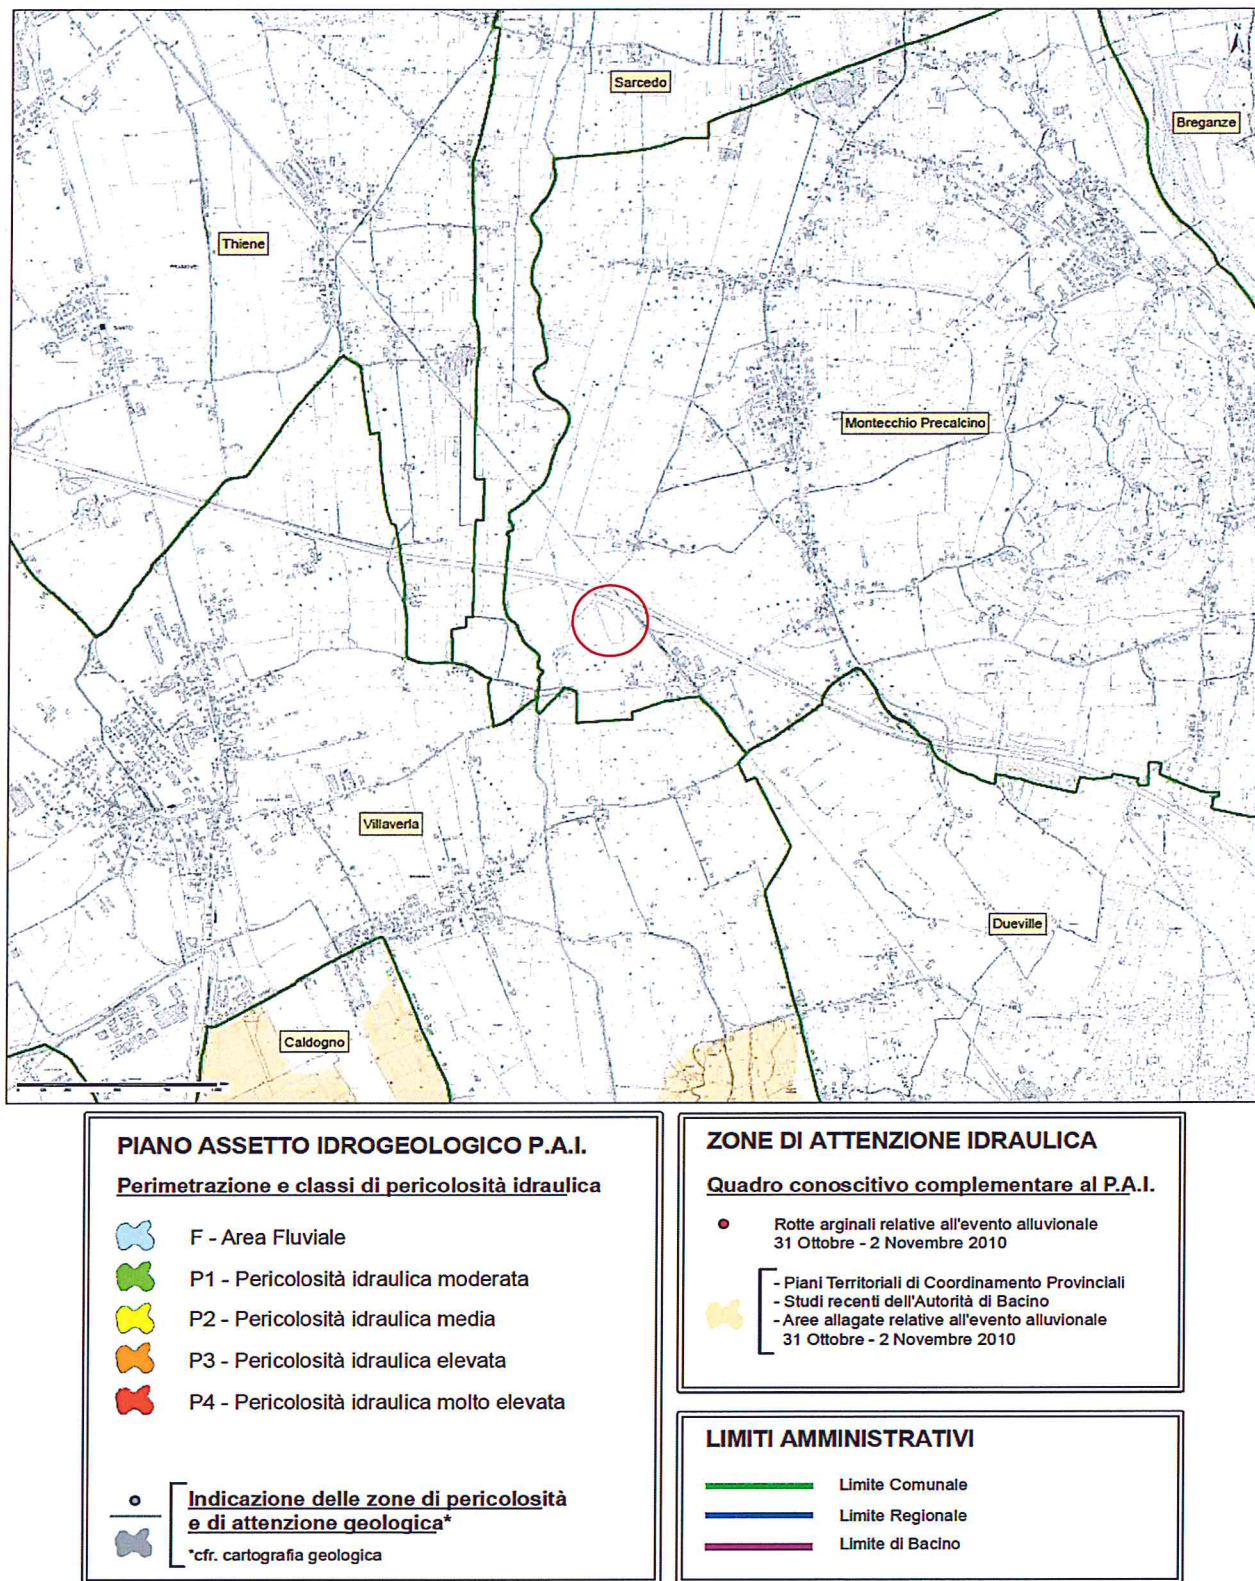 Sarcedo
Breganze
Thiene
Montecchio Precalcino
Villaverla
Dueville
Caldogno
PIANO ASSETTO IDROGEOLOGICO P.A.I.
Perimetrazione e classi di pericolosità idraulica
F - Area Fluviale
P1 - Pericolosità idraulica moderata
P2 - Pericolosità idraulica media
P3 - Pericolosità idraulica elevata
P4 - Pericolosità idraulica molto elevata
Indicazione delle zone di pericolosità
e di attenzione geologica*
*cfr. cartografia geologica
ZONE DI ATTENZIONE IDRAULICA
Quadro conoscitivo complementare al P.A.I.
Rotte arginali relative all'evento alluvionale
31 Ottobre - 2 Novembre 2010
- Piani Territoriali di Coordinamento Provinciali
- Studi recenti dell'Autorità di Bacino
- Aree allagate relative all'evento alluvionale
31 Ottobre - 2 Novembre 2010
LIMITI AMMINISTRATIVI
Limite Comunale
Limite Regionale
Limite di Bacino